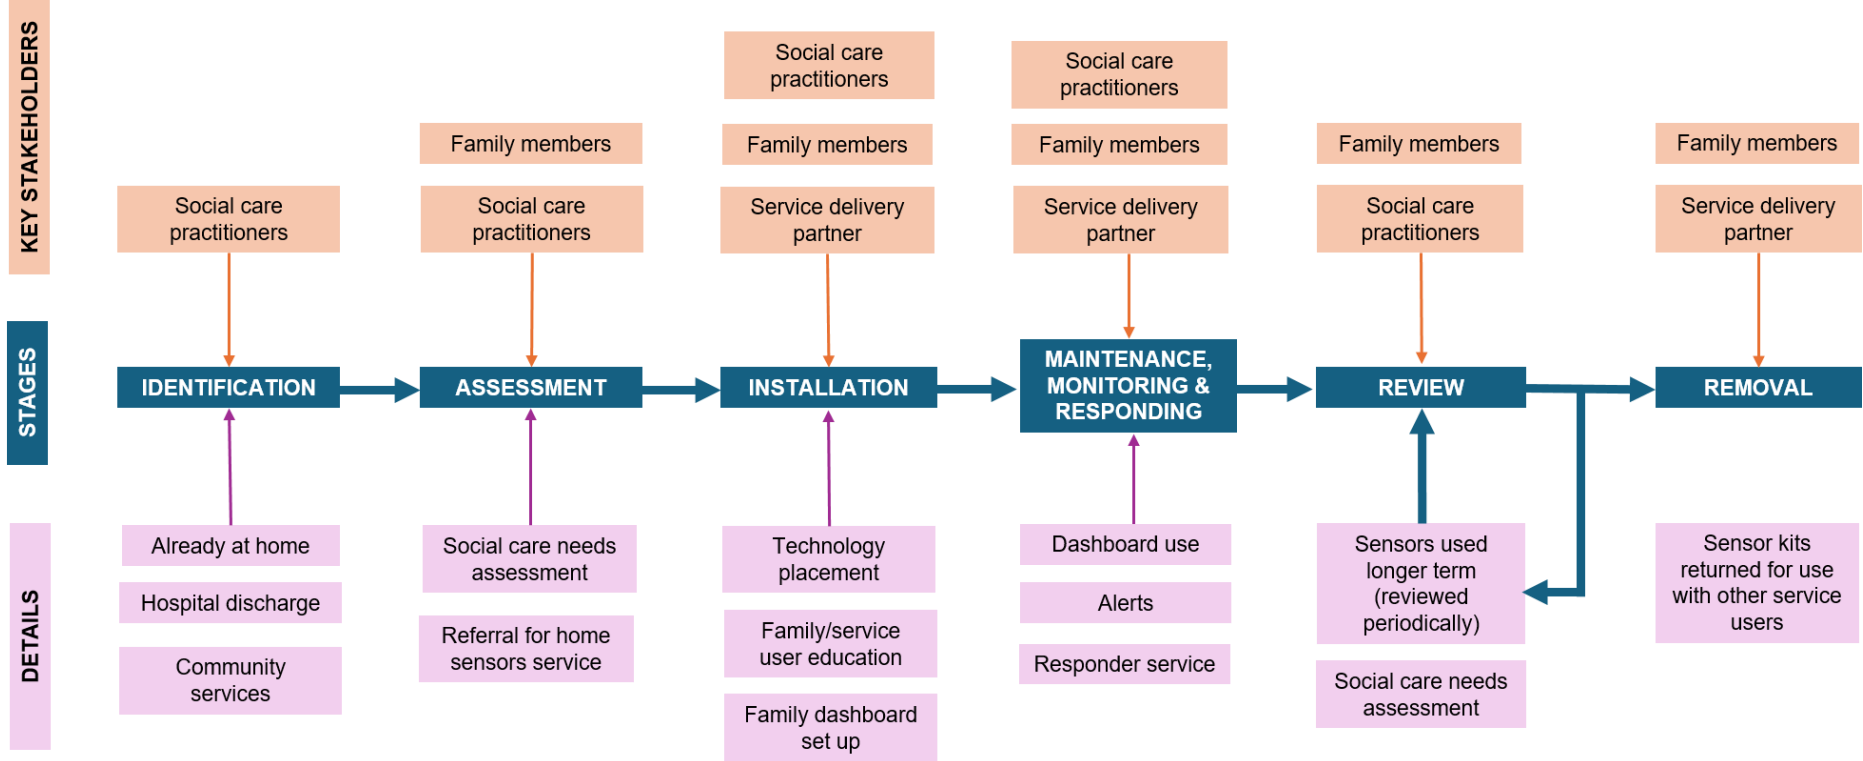 KEY STAKEHOLDERS
Social care
practitioners
Family members
Social care
practitioners
Social care
practitioners
Family members
Service delivery
partner
Social care
practitioners
Family members
Service delivery
partner
Family members
Social care
practitioners
Family members
Service delivery
partner
STAGES
IDENTIFICATION
ASSESSMENT
INSTALLATION
MAINTENANCE,
MONITORING &
RESPONDING
REVIEW
REMOVAL
DETAILS
Already at home
Hospital discharge
Community
services
Social care needs
assessment
Referral for home
sensors service
Technology
placement
Family/service
user education
Family dashboard
set up
Dashboard use
Alerts
Responder service
Sensors used
longer term
(reviewed
periodically)
Social care needs
assessment
Sensor kits
returned for use
with other service
users